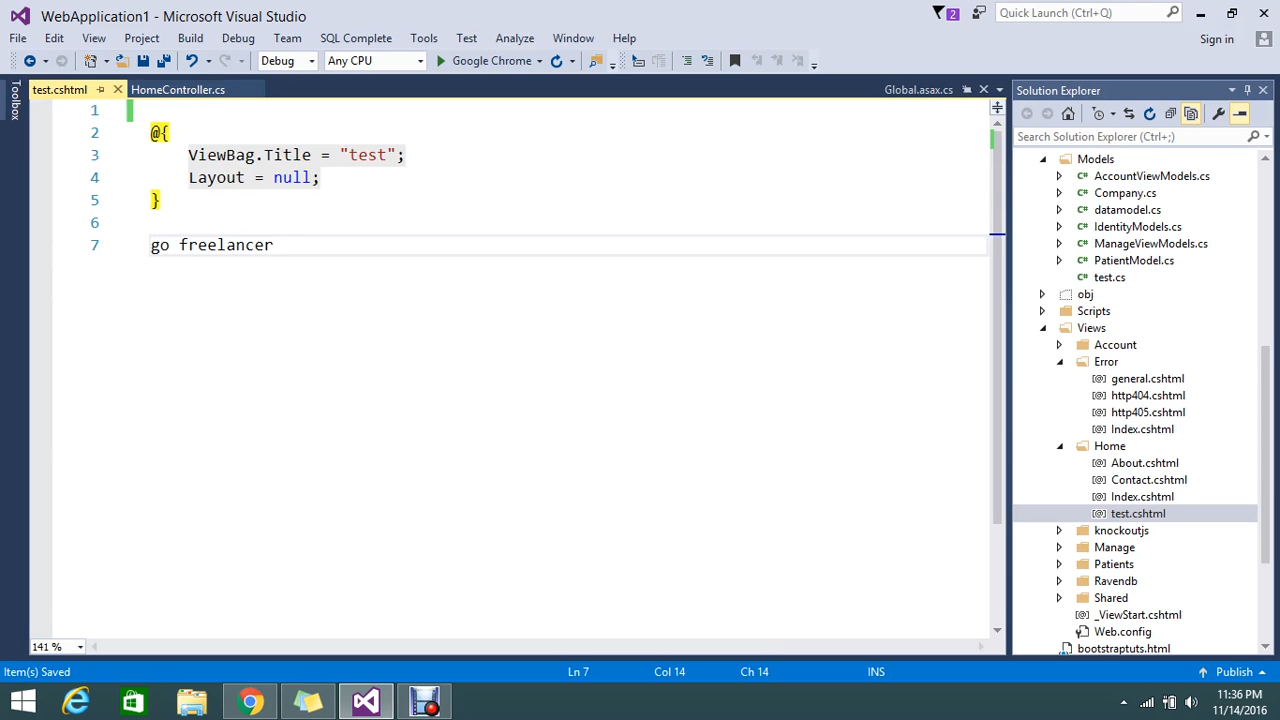 WebApplication1 - Microsoft Visual Studio
2
Quick Launch (Ctrl+Q)
File Edit View Project Build Debug Team SQL Complete Tools Test Analyze Window Help
Sign in
Debug Any CPU Google Chrome
Toolbox
test.cshtml HomeController.cs Global.asax.cs
1
2 @{
3 ViewBag.Title = "test";
4 Layout = null;
5 }
6
7 go freelancer
141 %
Solution Explorer
Search Solution Explorer (Ctrl+;)
Models
AccountViewModels.cs
Company.cs
datamodel.cs
IdentityModels.cs
ManageViewModels.cs
PatientModel.cs
test.cs
obj
Scripts
Views
Account
Error
general.cshtml
http404.cshtml
http405.cshtml
Index.cshtml
Home
About.cshtml
Contact.cshtml
Index.cshtml
test.cshtml
knockoutjs
Manage
Patients
Ravendb
Shared
_ViewStart.cshtml
Web.config
bootstraptuts.html
Item(s) Saved Ln 7 Col 14 Ch 14 INS Publish
11:36 PM
11/14/2016